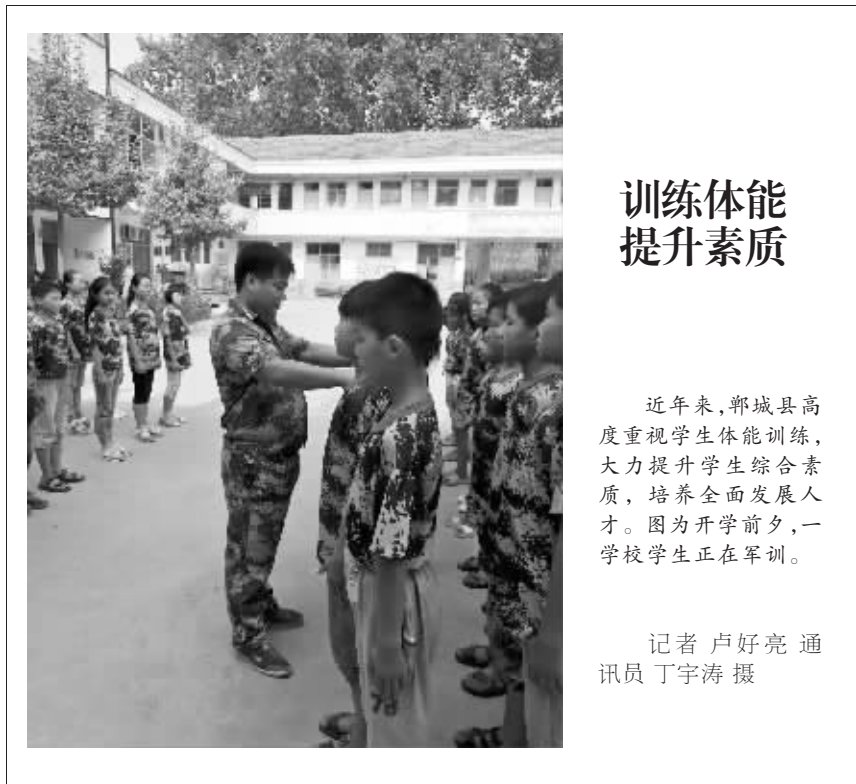 训练体能
提升素质
近年来,郸城县高
度重视学生体能训练,
大力提升学生综合素
质，培养全面发展人
才。图为开学前夕,一
学校学生正在军训。
记者 卢好亮 通
讯员 丁宇涛 摄